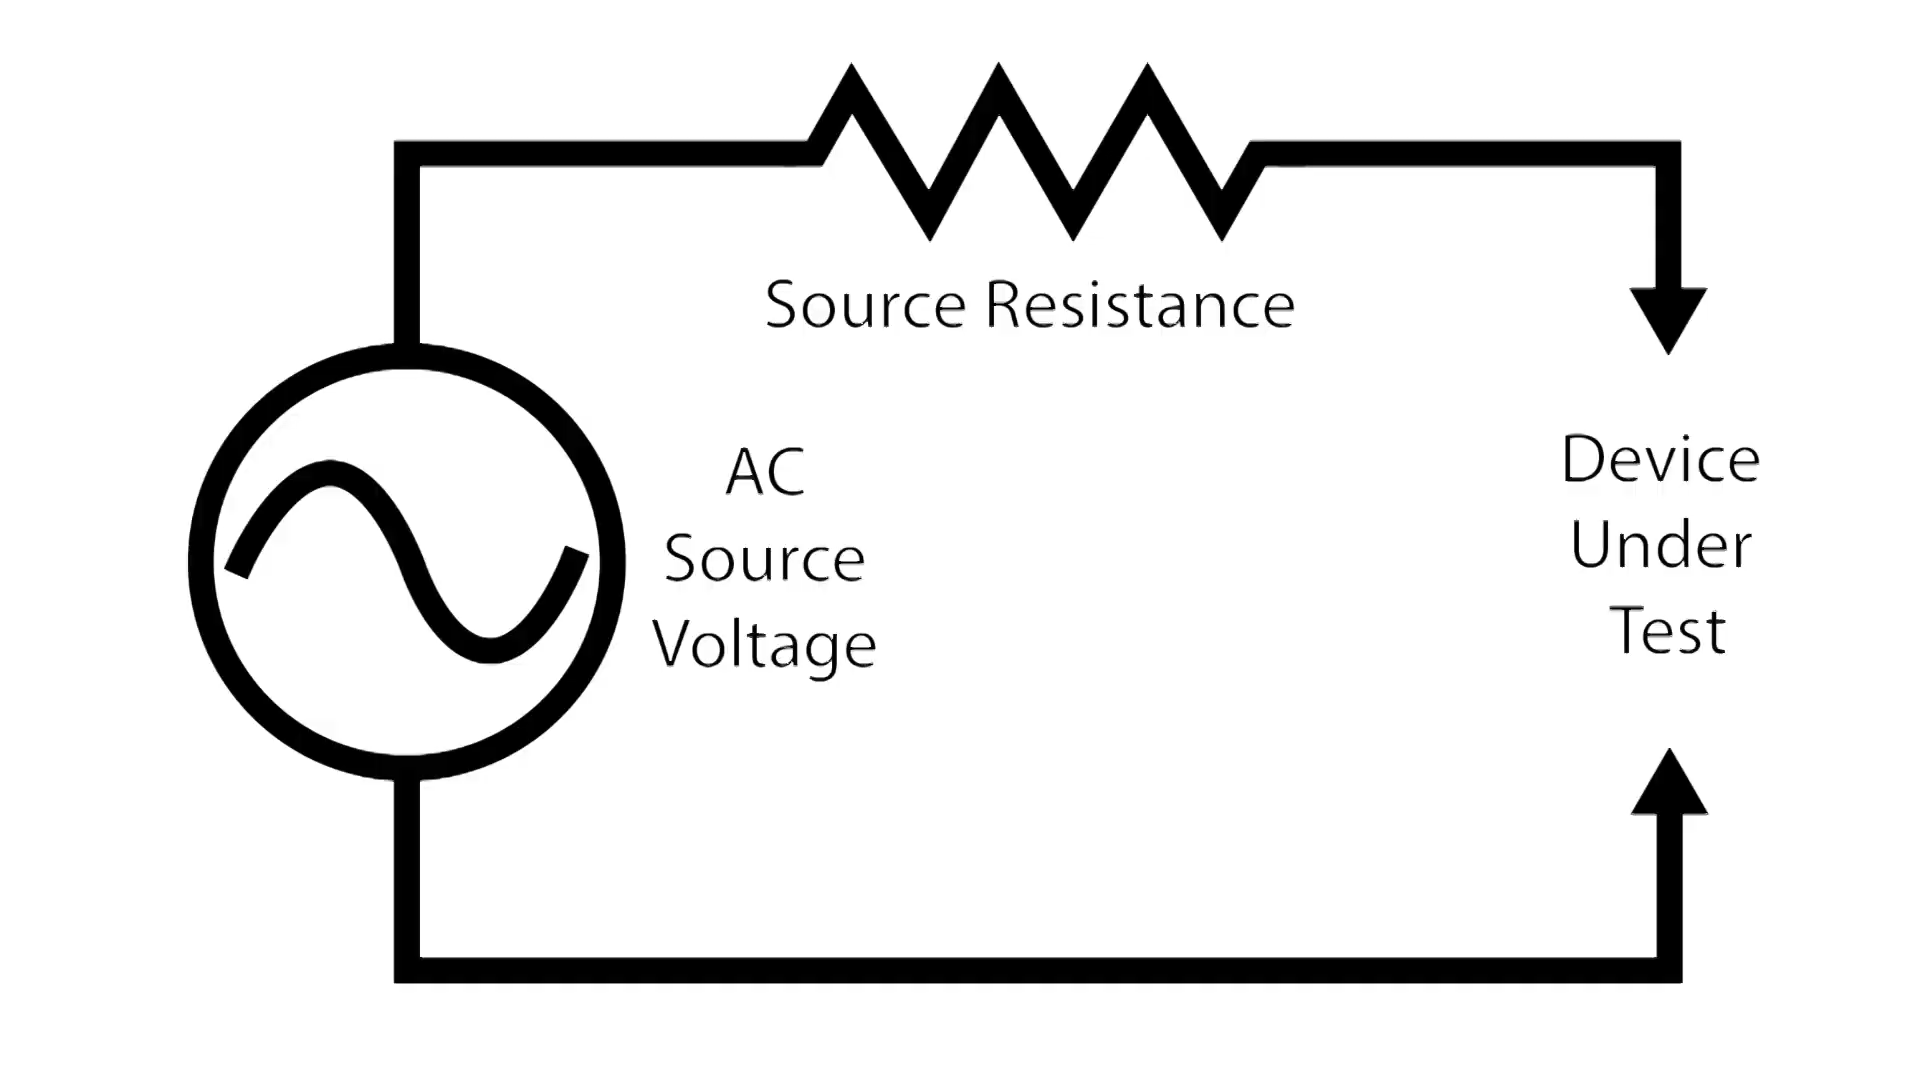 Source Resistance
AC
Source
Voltage
Device
Under
Test